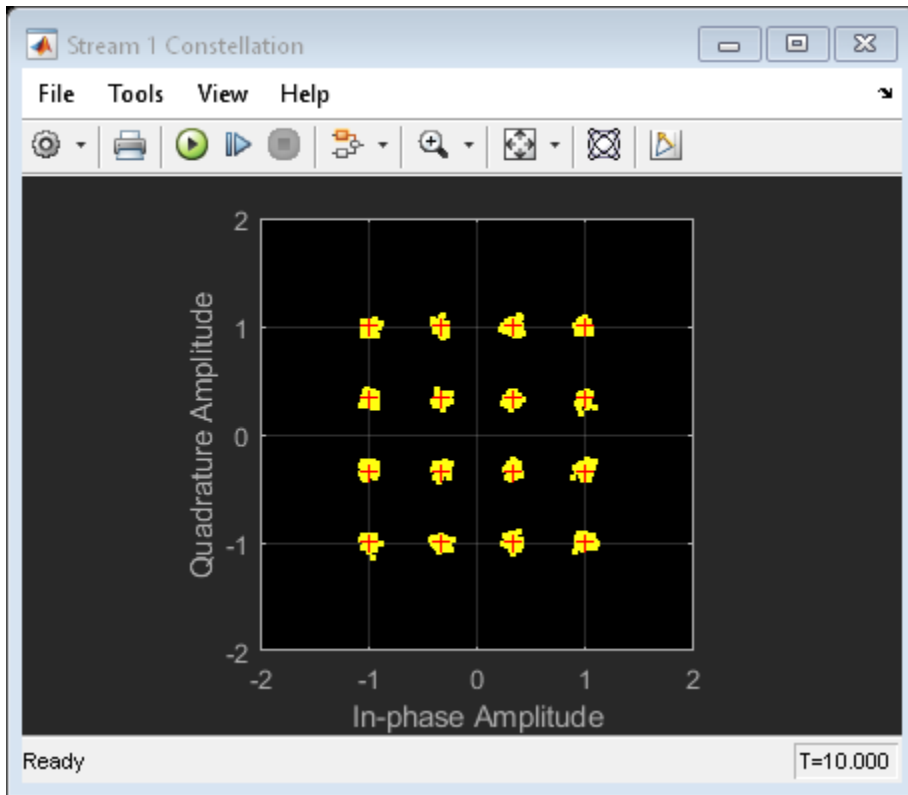 Stream 1 Constellation
File Tools View Help
Quadrature Amplitude
2
1
0
-1
-2
-2 -1 0 1 2
In-phase Amplitude
Ready T=10.000